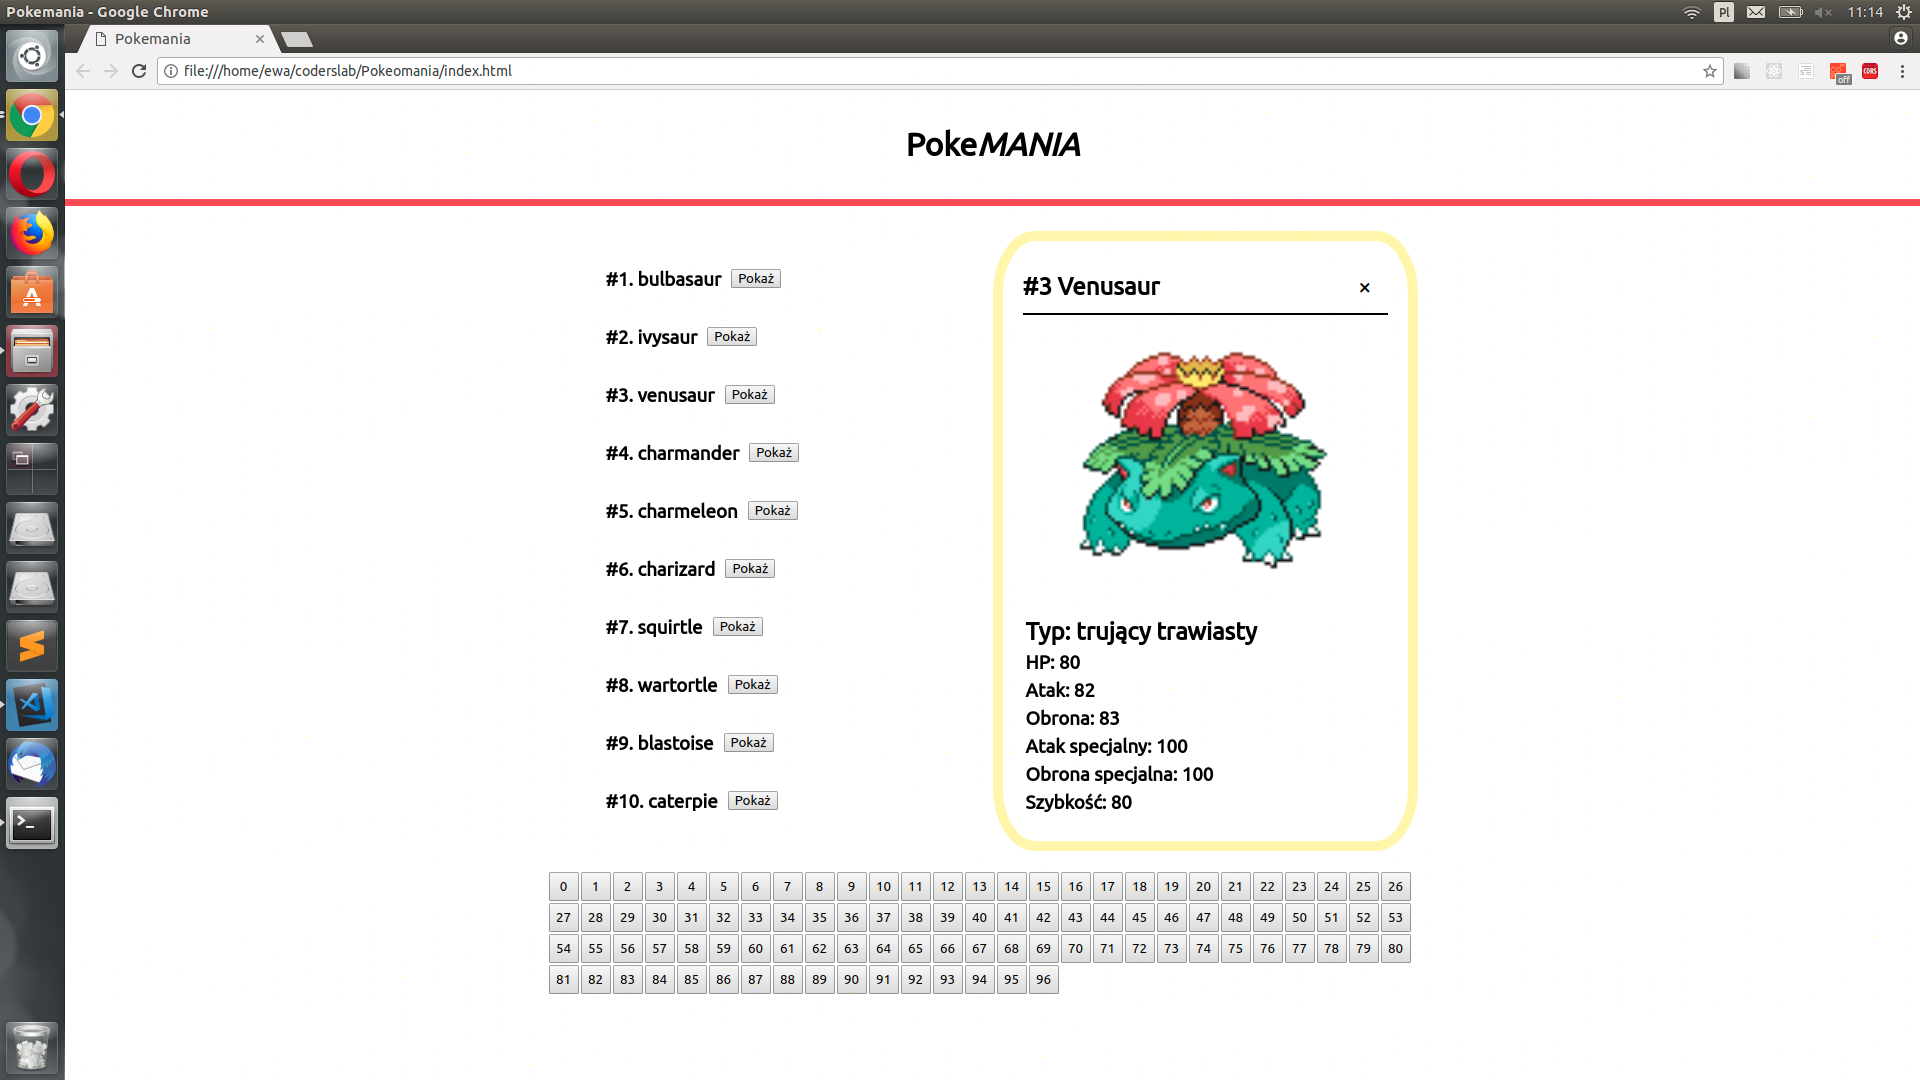 Pokemania - Google Chrome
Pl
11:14
Pokemania
file:///home/ewa/coderslab/Pokeomania/index.html
off
CORS
PokeMANIA
#1. bulbasaur Pokaż
#2. ivysaur Pokaż
#3. venusaur Pokaż
#4. charmander Pokaż
#5. charmeleon Pokaż
#6. charizard Pokaż
#7. squirtle Pokaż
#8. wartortle Pokaż
#9. blastoise Pokaż
#10. caterpie Pokaż
#3 Venusaur ×
Typ: trujący trawiasty
HP: 80
Atak: 82
Obrona: 83
Atak specjalny: 100
Obrona specjalna: 100
Szybkość: 80
0 1 2 3 4 5 6 7 8 9 10 11 12 13 14 15 16 17 18 19 20 21 22 23 24 25 26
27 28 29 30 31 32 33 34 35 36 37 38 39 40 41 42 43 44 45 46 47 48 49 50 51 52 53
54 55 56 57 58 59 60 61 62 63 64 65 66 67 68 69 70 71 72 73 74 75 76 77 78 79 80
81 82 83 84 85 86 87 88 89 90 91 92 93 94 95 96